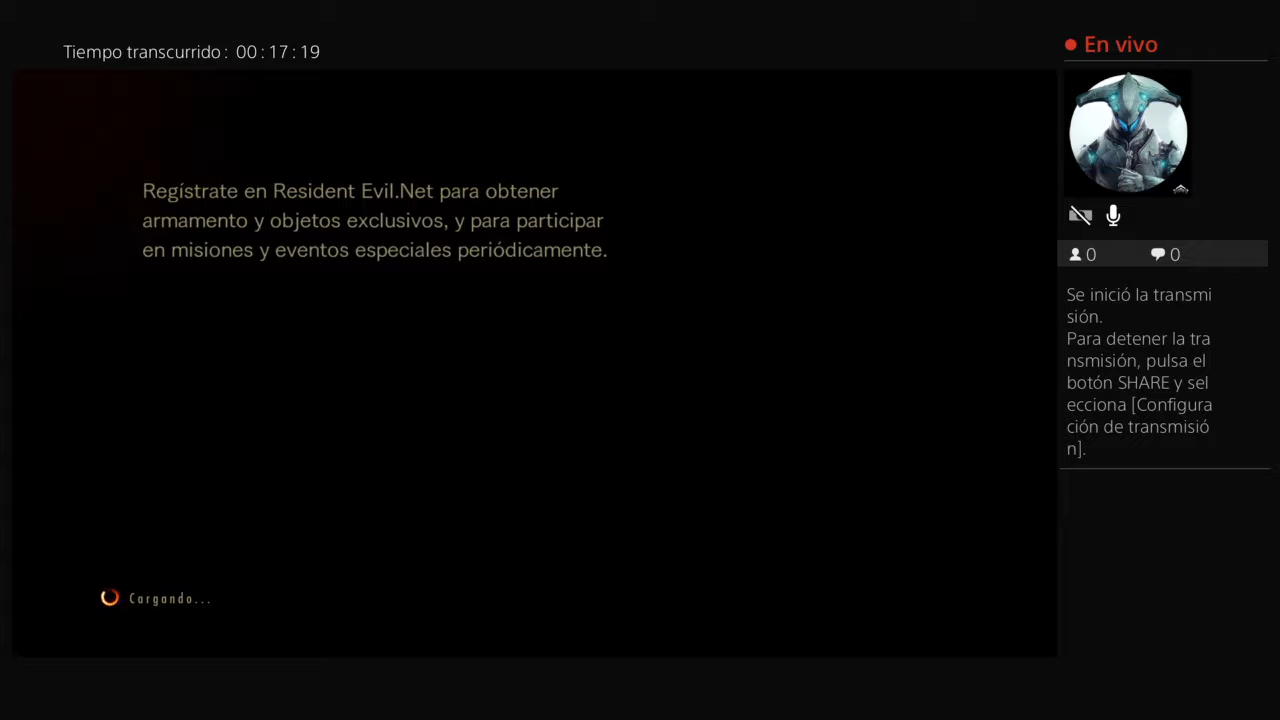 Tiempo transcurrido: 00:17:19
En vivo
Regístrate en Resident Evil.Net para obtener
armamento y objetos exclusivos, y para participar
en misiones y eventos especiales periódicamente.
Cargando...
0 0
Se inició la transmi
sión.
Para detener la tra
nsmisión, pulsa el
botón SHARE y sel
ecciona [Configura
ción de transmisió
n].